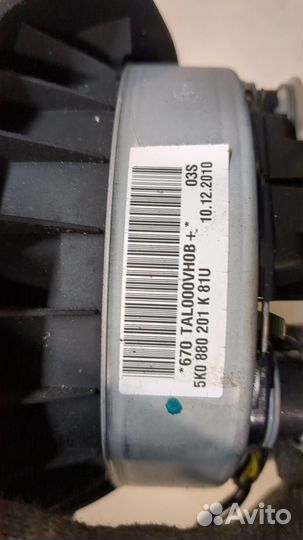 03S
10.12.2010
*670 TAL000VH0B+.*
5K0 880 201 K 81U
Avito